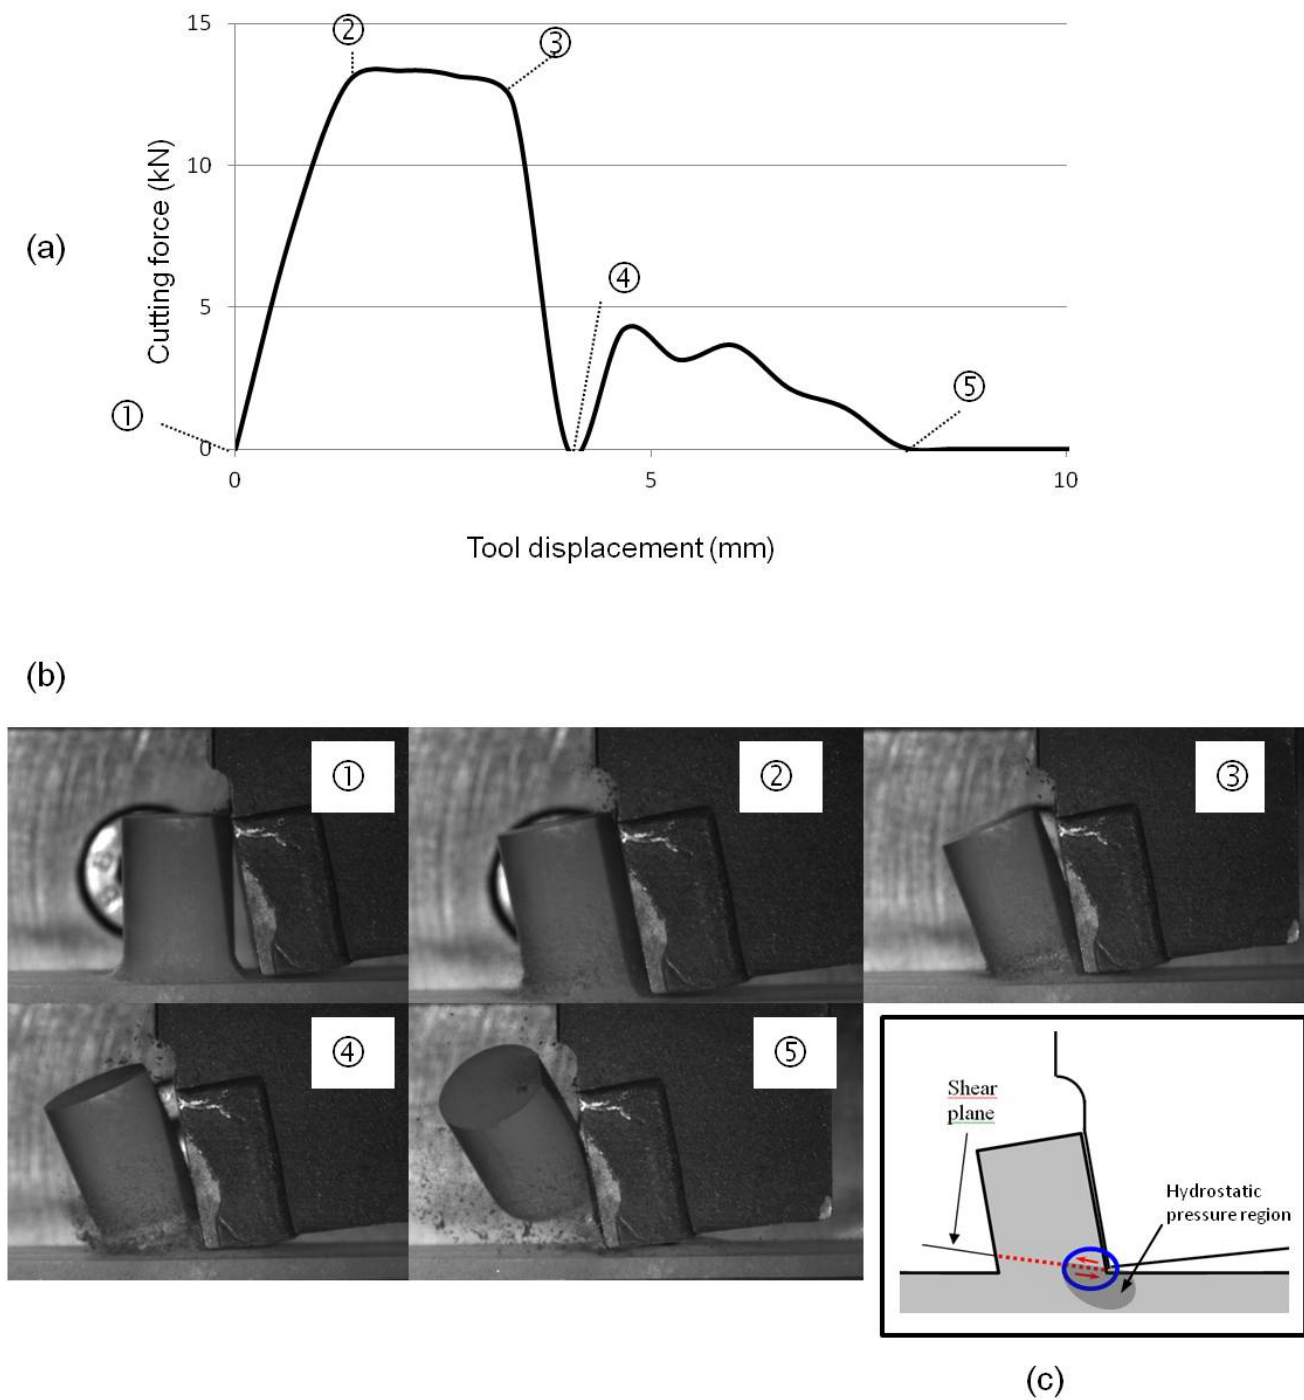 (a)
Cutting force (kN)
15
10
5
0
①
②
③
④
⑤
0
5
10
Tool displacement (mm)
(b)
①
②
③
④
⑤
Shear
plane
Hydrostatic
pressure region
(c)